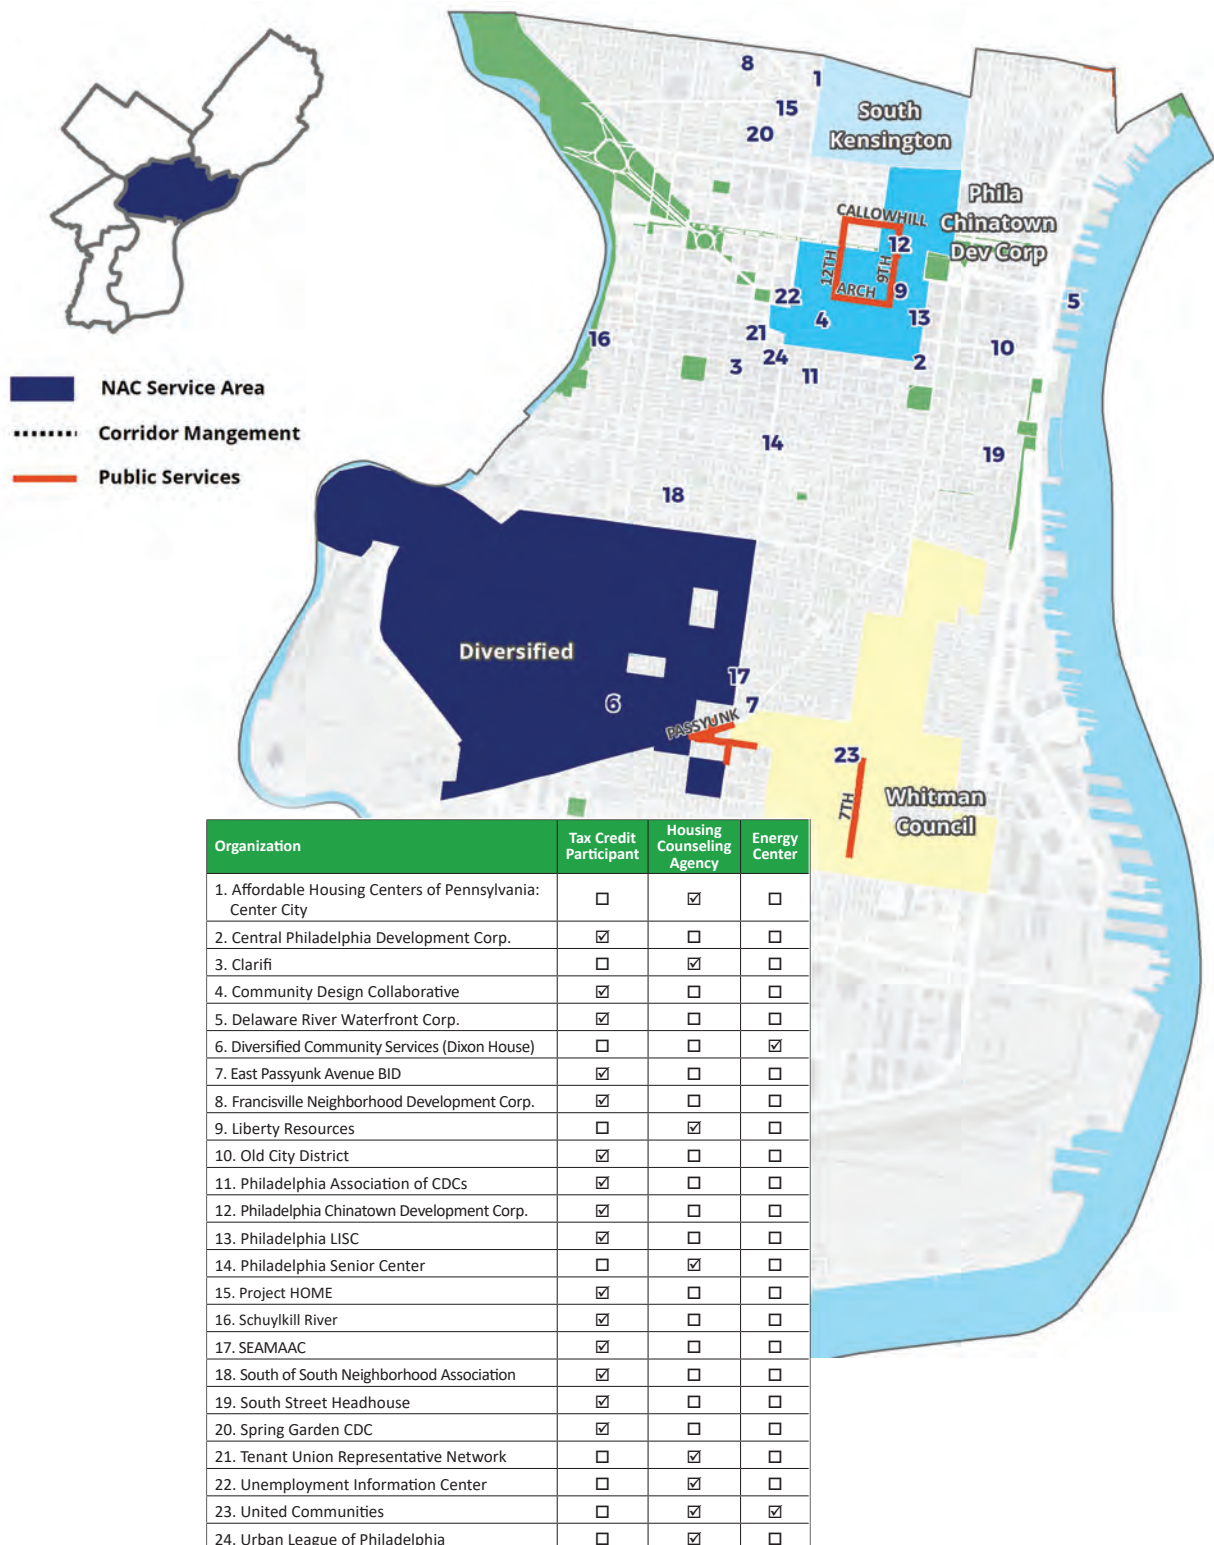 8
1
15
South
Kensington
20
Phila
Chinatown
Dev Corp
CALLOWHILL
12
12TH
9TH
ARCH
9
22
5
4
13
21
16
24
10
3
2
11
NAC Service Area
Corridor Mangement
14
19
Public Services
18
Diversified
17
6
7
PASSYUNK
23
7TH
Whitman
Council
Organization
Tax Credit
Participant
Housing
Counseling
Agency
Energy
Center
1. Affordable Housing Centers of Pennsylvania:
Center City ☐ ☑ ☐
2. Central Philadelphia Development Corp. ☑ ☐ ☐
3. Clarifi ☐ ☑ ☐
4. Community Design Collaborative ☑ ☐ ☐
5. Delaware River Waterfront Corp. ☑ ☐ ☐
6. Diversified Community Services (Dixon House) ☐ ☐ ☑
7. East Passyunk Avenue BID ☑ ☐ ☐
8. Francisville Neighborhood Development Corp. ☑ ☐ ☐
9. Liberty Resources ☐ ☑ ☐
10. Old City District ☑ ☐ ☐
11. Philadelphia Association of CDCs ☑ ☐ ☐
12. Philadelphia Chinatown Development Corp. ☑ ☐ ☐
13. Philadelphia LISC ☑ ☐ ☐
14. Philadelphia Senior Center ☐ ☑ ☐
15. Project HOME ☑ ☐ ☐
16. Schuylkill River ☑ ☐ ☐
17. SEAMAAC ☑ ☐ ☐
18. South of South Neighborhood Association ☑ ☐ ☐
19. South Street Headhouse ☑ ☐ ☐
20. Spring Garden CDC ☑ ☐ ☐
21. Tenant Union Representative Network ☐ ☑ ☐
22. Unemployment Information Center ☐ ☑ ☐
23. United Communities ☐ ☑ ☑
24. Urban League of Philadelphia ☐ ☑ ☐